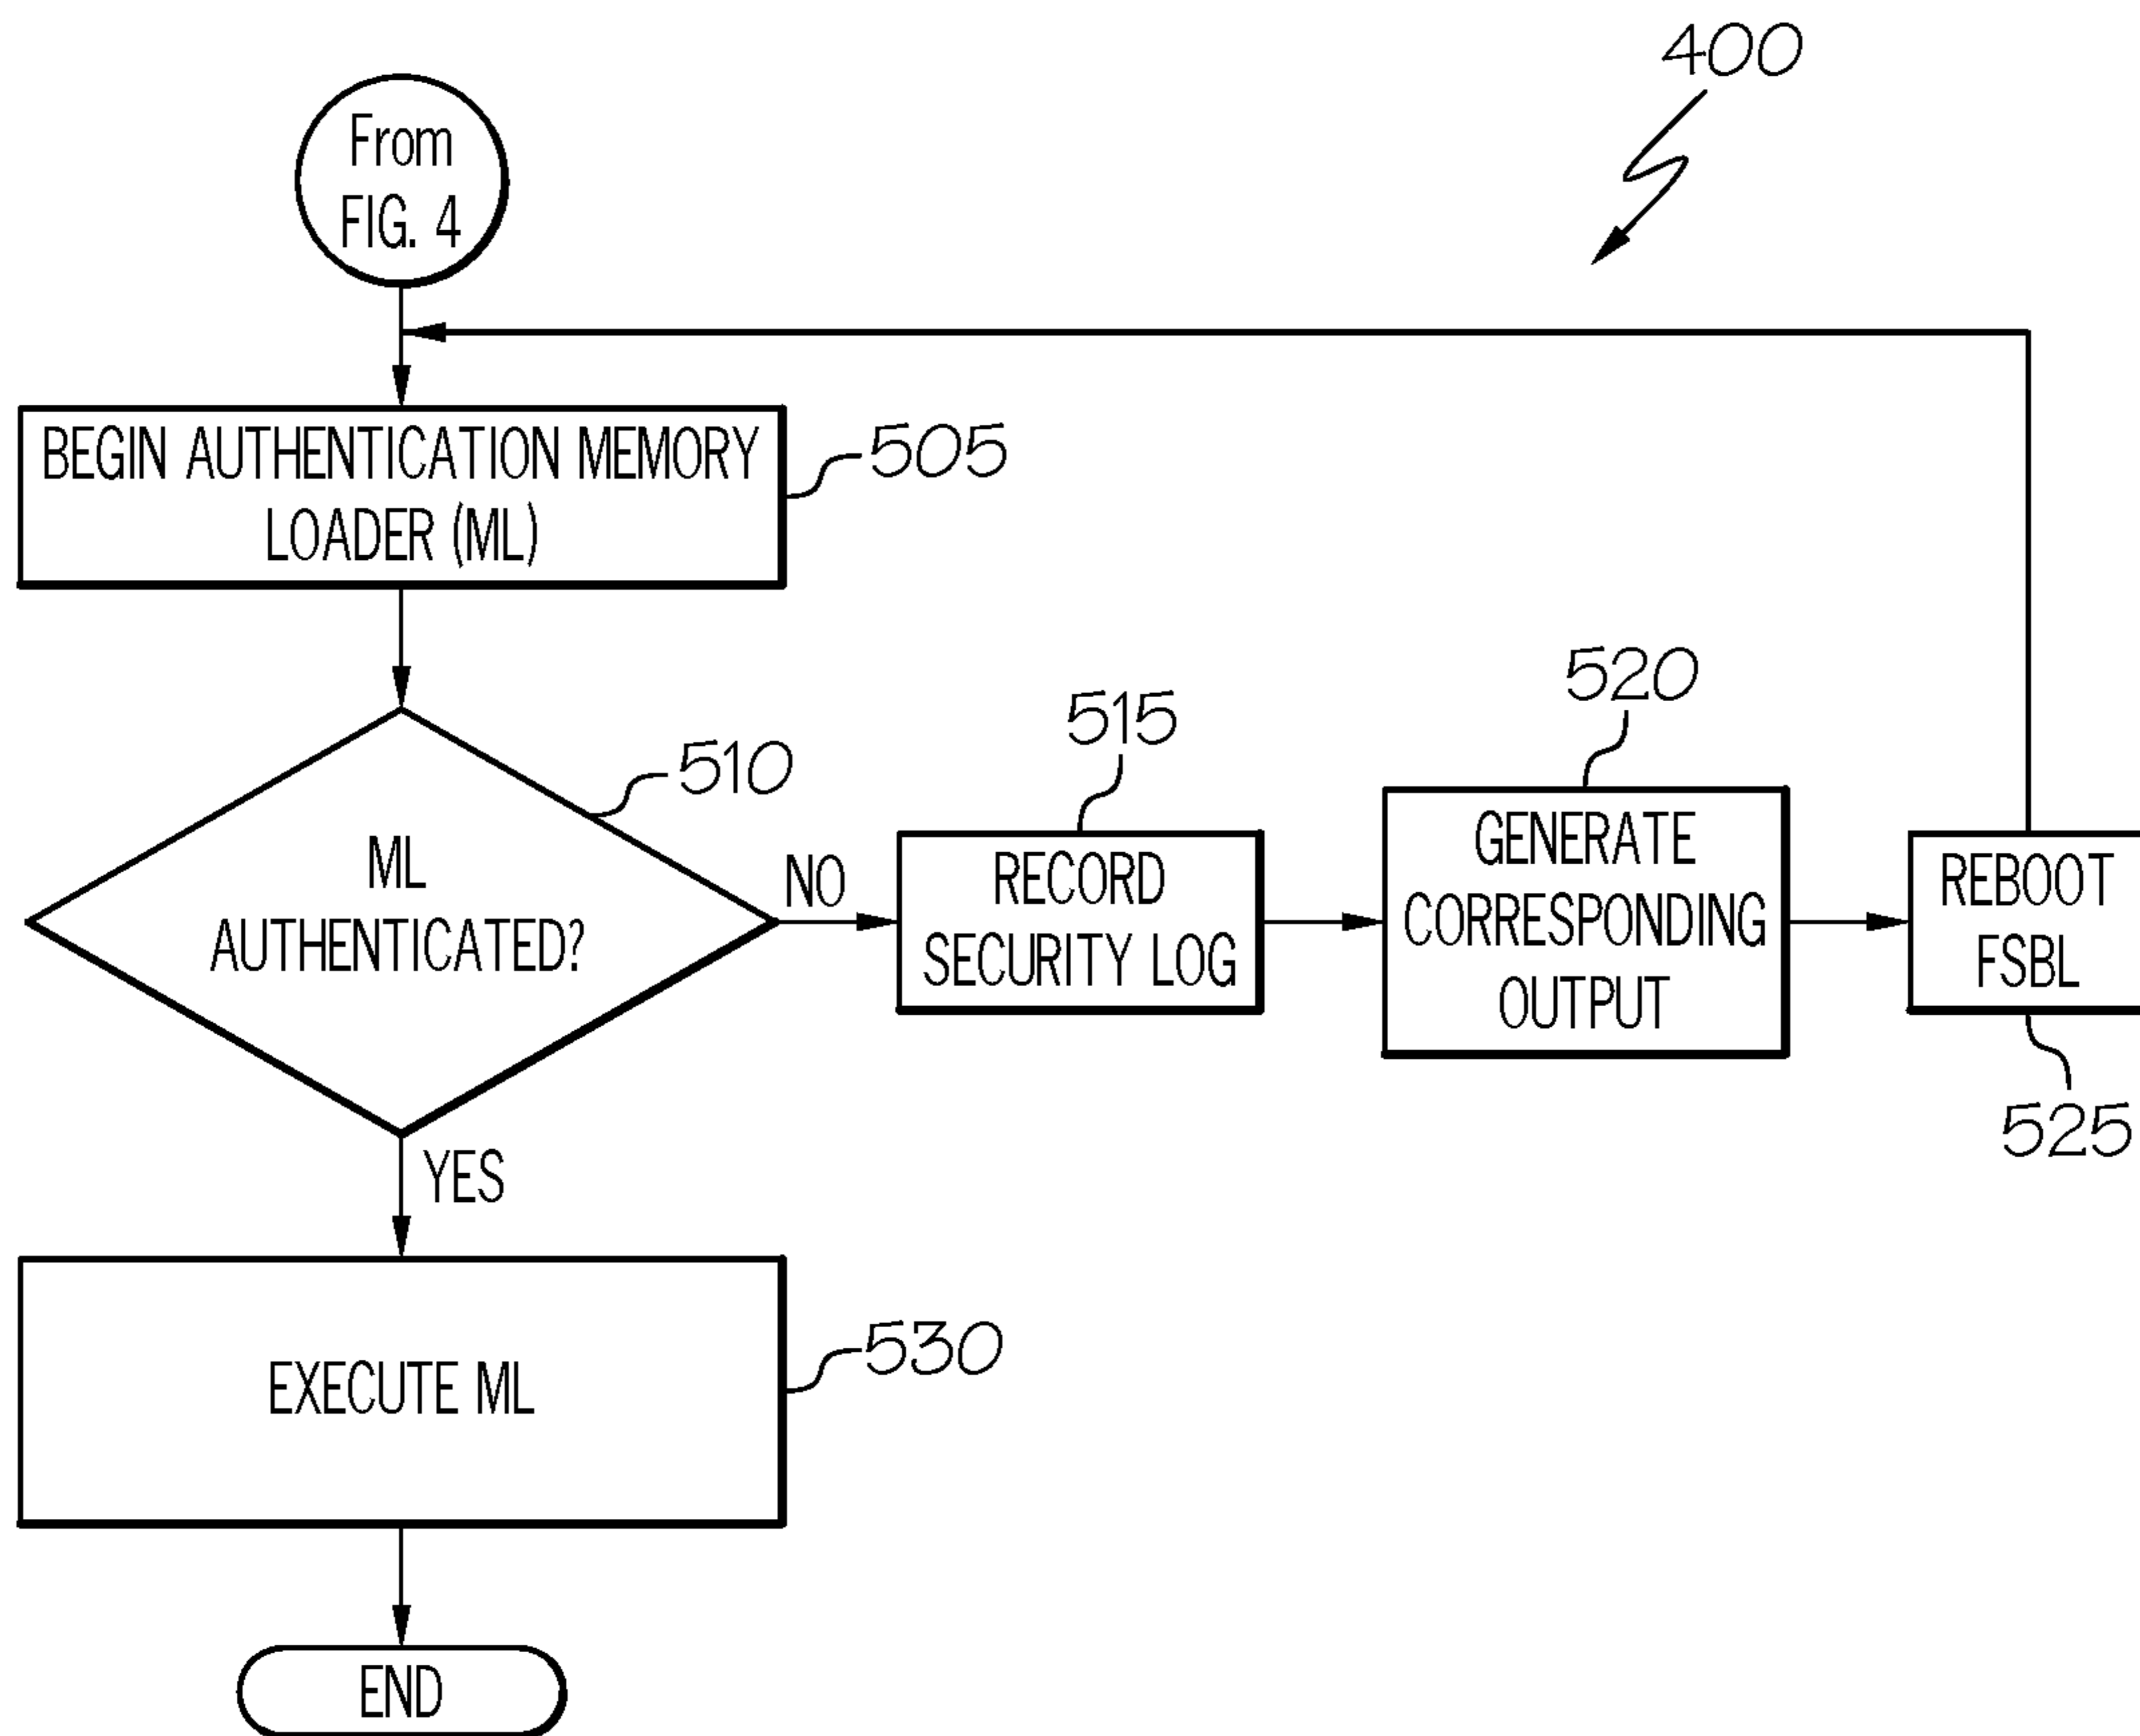 400
From
FIG. 4
BEGIN AUTHENTICATION MEMORY
LOADER (ML)
505
ML
AUTHENTICATED?
510
NO
RECORD
SECURITY LOG
515
GENERATE
CORRESPONDING
OUTPUT
520
REBOOT
FSBL
525
YES
EXECUTE ML
530
END